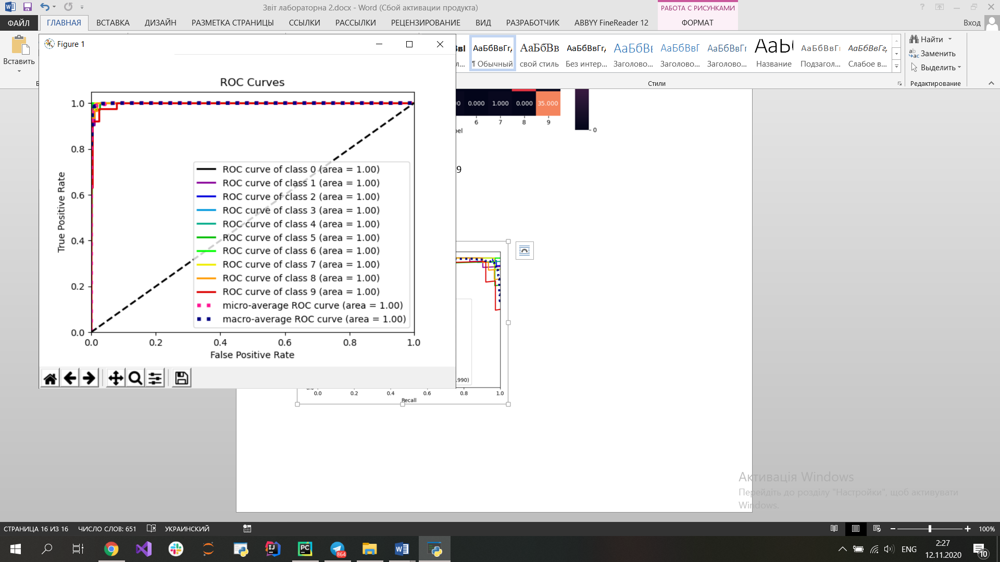 Звіт лабораторна 2.docx - Word (Сбой активации продукта)
РАБОТА С РИСУНКАМИ
ФАЙЛ
ГЛАВНАЯ
ВСТАВКА
ДИЗАЙН
РАЗМЕТКА СТРАНИЦЫ
ССЫЛКИ
РАССЫЛКИ
РЕЦЕНЗИРОВАНИЕ
ВИД
РАЗРАБОТЧИК
ABBYY FineReader 12
ФОРМАТ
Вход
Вставить
АаБбВвГг,
¶ Обычный
АаБбВв
свой стиль
АаБбВвГг,
Без интер...
АаБбВв
Заголово...
АаБбВвГ
Заголово...
АаБбВвГг
Заголово...
АаБ
Название
АаБбВвГг
Подзагол...
АаБбВвГг,
Слабое в...
Стили
Найти
Заменить
Выделить
Редактирование
Figure 1
ROC Curves
1.0
0.8
0.6
0.4
0.2
0.0
True Positive Rate
ROC curve of class 0 (area = 1.00)
ROC curve of class 1 (area = 1.00)
ROC curve of class 2 (area = 1.00)
ROC curve of class 3 (area = 1.00)
ROC curve of class 4 (area = 1.00)
ROC curve of class 5 (area = 1.00)
ROC curve of class 6 (area = 1.00)
ROC curve of class 7 (area = 1.00)
ROC curve of class 8 (area = 1.00)
ROC curve of class 9 (area = 1.00)
micro-average ROC curve (area = 1.00)
macro-average ROC curve (area = 1.00)
0.0 0.2 0.4 0.6 0.8 1.0
False Positive Rate
0.000 1.000 0.000 35.000
6 7 8 9
0
9
.990)
0.0 0.2 0.4 0.6 0.8 1.0
Recall
Активація Windows
Перейдіть до розділу "Настройки", щоб активувати
Windows.
СТРАНИЦА 16 ИЗ 16
ЧИСЛО СЛОВ: 651
УКРАИНСКИЙ
100%
864
ENG
2:27
12.11.2020
10